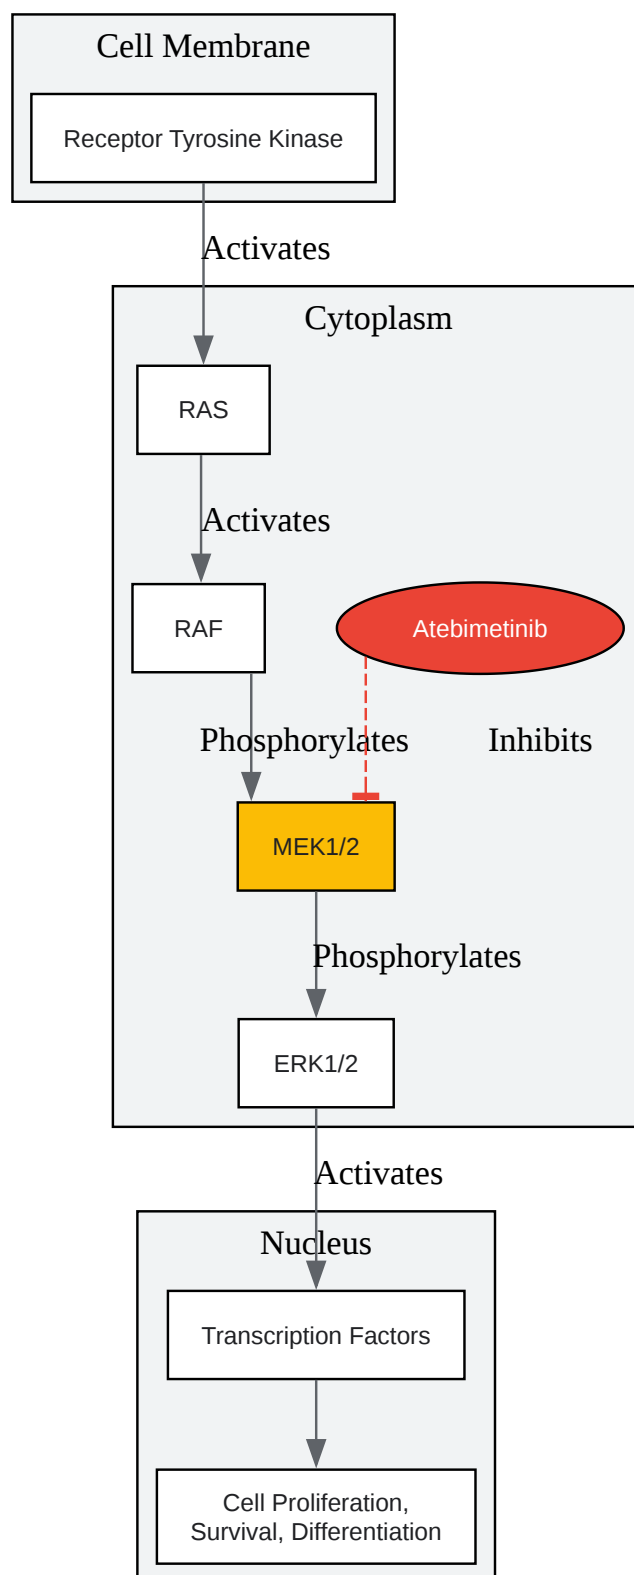 Cell Membrane
Receptor Tyrosine Kinase
Activates
Cytoplasm
RAS
Activates
RAF
Atebimetinib
Phosphorylates
Inhibits
MEK1/2
Phosphorylates
ERK1/2
Activates
Nucleus
Transcription Factors
Cell Proliferation,
Survival, Differentiation